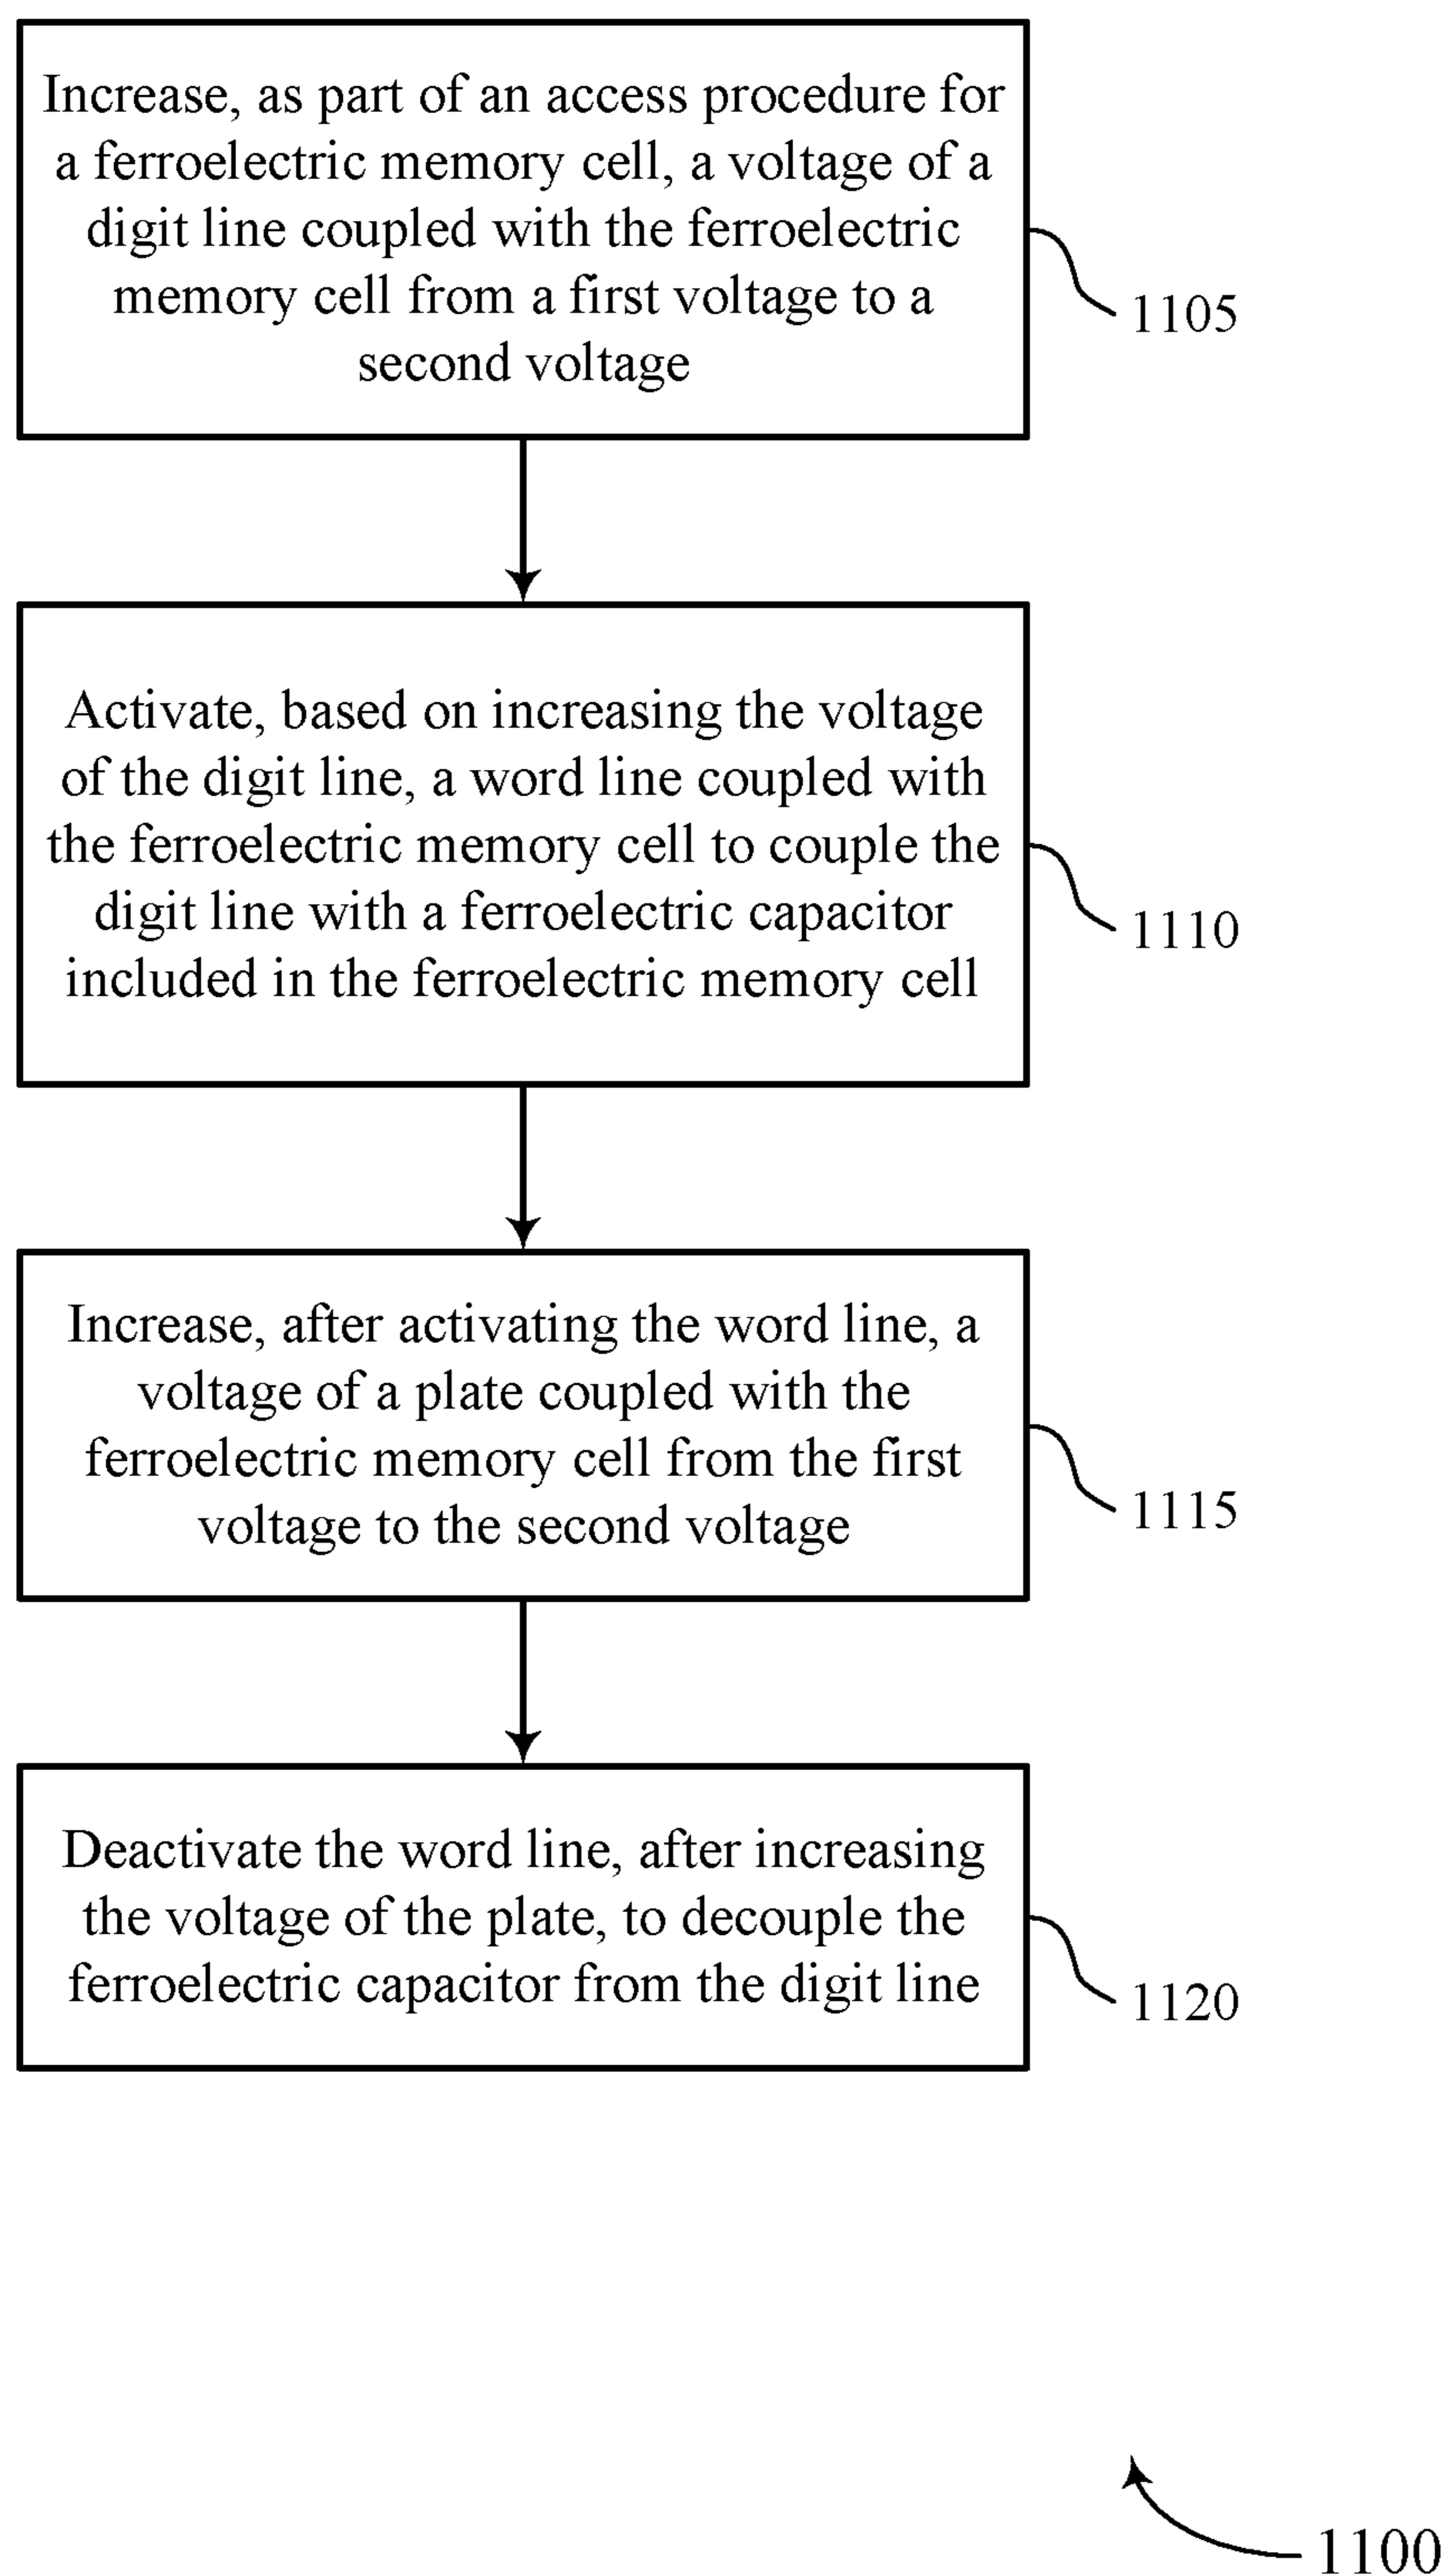 Increase, as part of an access procedure for
a ferroelectric memory cell, a voltage of a
digit line coupled with the ferroelectric
memory cell from a first voltage to a
second voltage
1105
Activate, based on increasing the voltage
of the digit line, a word line coupled with
the ferroelectric memory cell to couple the
digit line with a ferroelectric capacitor
included in the ferroelectric memory cell
1110
Increase, after activating the word line, a
voltage of a plate coupled with the
ferroelectric memory cell from the first
voltage to the second voltage
1115
Deactivate the word line, after increasing
the voltage of the plate, to decouple the
ferroelectric capacitor from the digit line
1120
1100